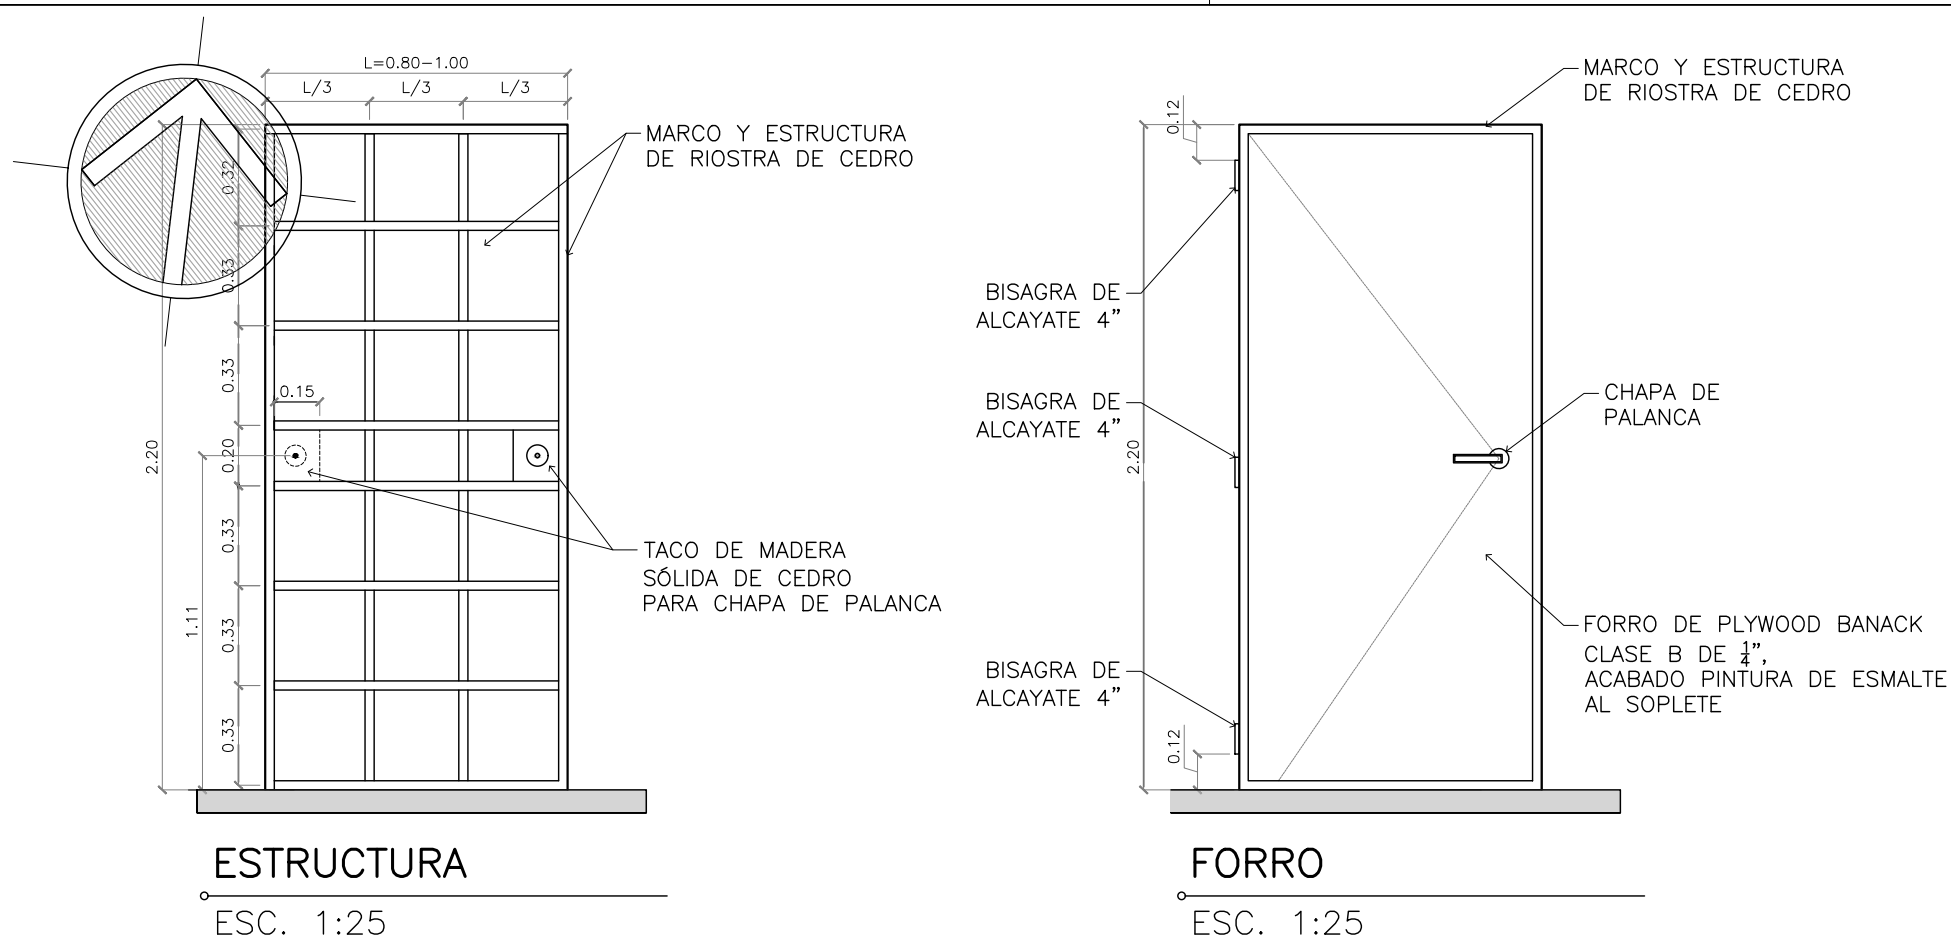 L=0.80-1.00
L/3 L/3 L/3
MARCO Y ESTRUCTURA
DE RIOSTRA DE CEDRO
0.32
0.33
0.33
0.15
0.20
2.20
0.33
1.11
0.33
0.33
TACO DE MADERA
SÓLIDA DE CEDRO
PARA CHAPA DE PALANCA
ESTRUCTURA
ESC. 1:25
MARCO Y ESTRUCTURA
DE RIOSTRA DE CEDRO
0.12
BISAGRA DE
ALCAYATE 4”
BISAGRA DE
ALCAYATE 4”
2.20
CHAPA DE
PALANCA
BISAGRA DE
ALCAYATE 4”
0.12
FORRO DE PLYWOOD BANACK
CLASE B DE 1/4”,
ACABADO PINTURA DE ESMALTE
AL SOPLETE
FORRO
ESC. 1:25